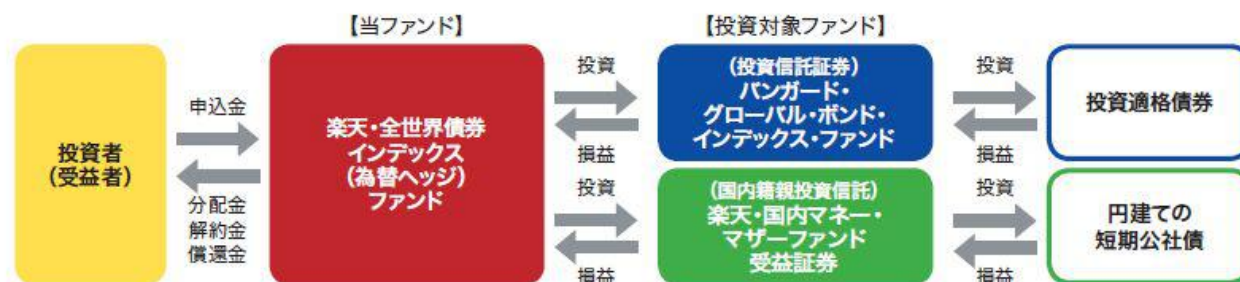 【当ファンド】
【投資対象ファンド】
投資者
（受益者）
申込金
分配金
解約金
償還金
楽天・全世界債券
インデックス
（為替ヘッジ）
ファンド
投資
損益
投資
損益
（投資信託証券）
バンガード・
グローバル・ボンド・
インデックス・ファンド
（国内籍親投資信託）
楽天・国内マネー・
マザーファンド
受益証券
投資
損益
投資
損益
投資適格債券
円建ての
短期公社債